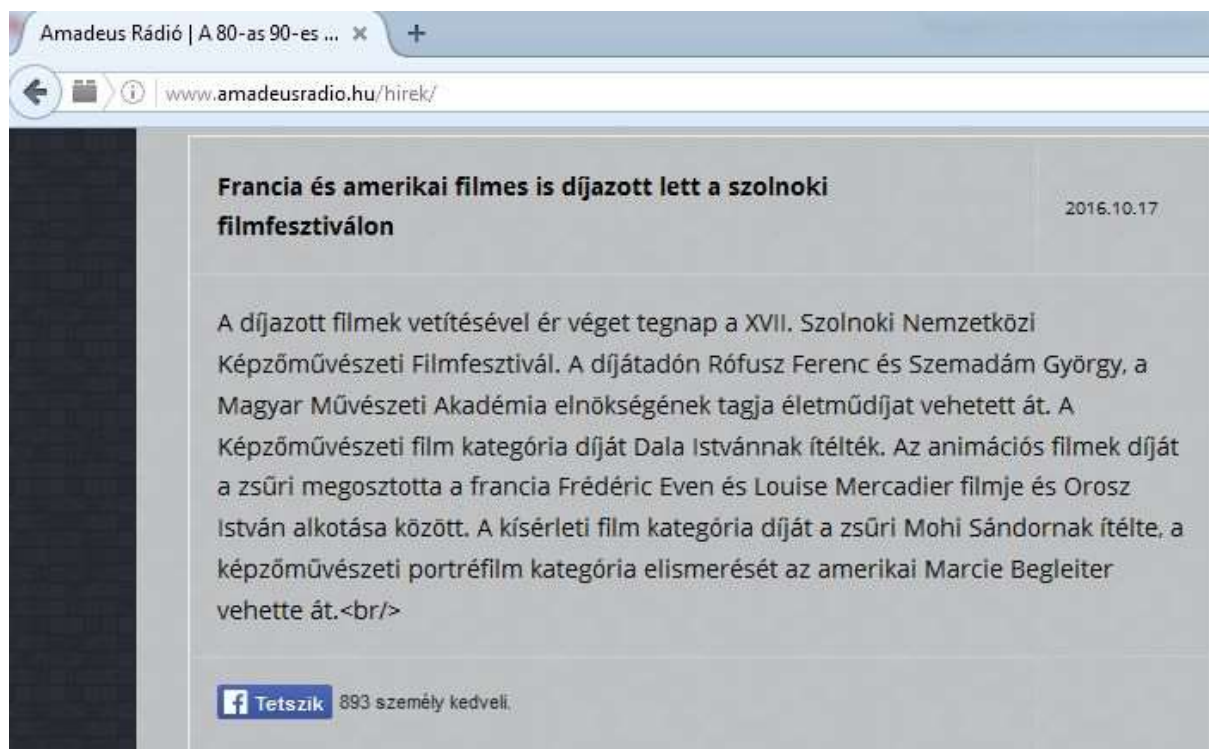 Amadeus Rádió | A 80-as 90-es ...
www.amadeusradio.hu/hirek/
Francia és amerikai filmes is díjazott lett a szolnoki
filmfesztiválon
2016.10.17
A díjazott filmek vetítésével ér véget tegnap a XVII. Szolnoki Nemzetközi
Képzőművészeti Filmfesztivál. A díjátadón Rófusz Ferenc és Szemadám György, a
Magyar Művészeti Akadémia elnökségének tagja életműdíjat vehetett át. A
Képzőművészeti film kategória díját Dala Istvánnak ítélték. Az animációs filmek díját
a zsűri megosztotta a francia Frédéric Even és Louise Mercadier filmje és Orosz
István alkotása között. A kísérleti film kategória díját a zsűri Mohi Sándornak ítélte, a
képzőművészeti portréfilm kategória elismerését az amerikai Marcie Begleiter
vehette át.<br/>
Tetszik 893 személy kedveli.